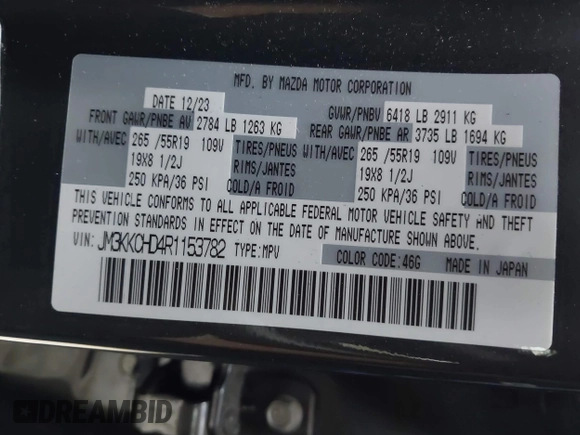 MFD. BY MAZDA MOTOR CORPORATION
DATE 12/23 GVWR/PNBV 6418 LB 2911 KG
FRONT GAWR/PNBE AV 2784 LB 1263 KG REAR GAWR/PNBE AR 3735 LB 1694 KG
WITH/AVEC 265 /55R19 109V TIRES/PNEUS WITH/AVEC 265 /55R19 109V TIRES/PNEUS
19X8 1/2J RIMS/JANTES 19X8 1/2J RIMS/JANTES
250 KPA/36 PSI COLD/A FROID 250 KPA/36 PSI COLD/A FROID
THIS VEHICLE CONFORMS TO ALL APPLICABLE FEDERAL MOTOR VEHICLE SAFETY AND THEFT
PREVENTION STANDARDS IN EFFECT ON THE DATE OF MANUFACTURE SHOWN ABOVE.
VIN: JM3KKCHD4R1153782 TYPE:MPV COLOR CODE:46G MADE IN JAPAN
DREAMBID